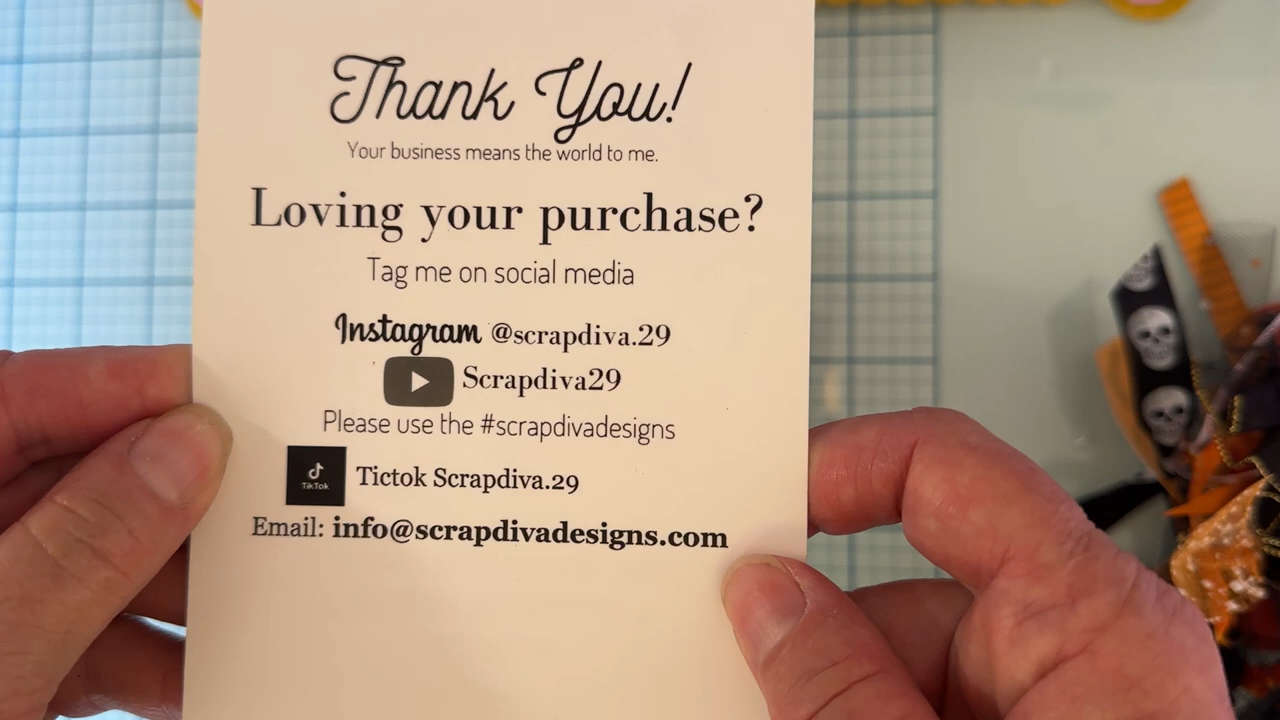 Thank You!
Your business means the world to me.
Loving your purchase?
Tag me on social media
Instagram @scrapdiva.29
Scrapdiva29
Please use the #scrapdivadesigns
TikTok
Tictok Scrapdiva.29
Email: info@scrapdivadesigns.com